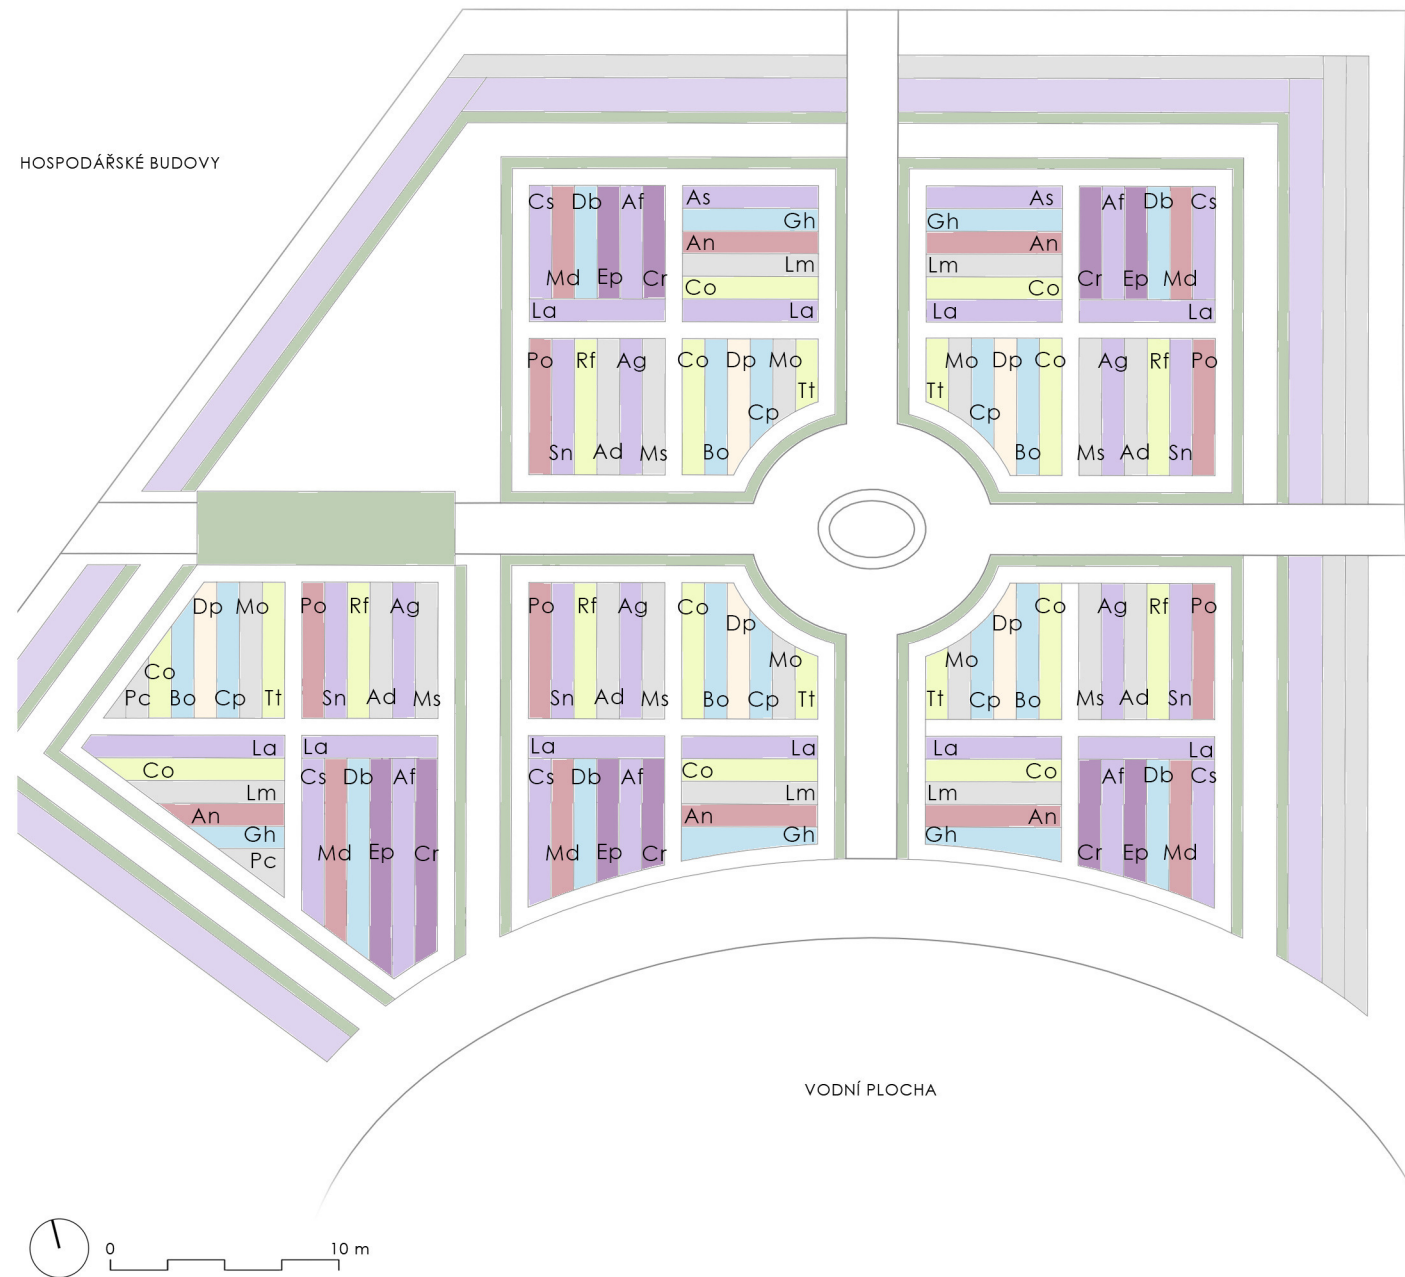 HOSPODÁŘSKÉ BUDOVY
Cs Db Af As As Af Db Cs
Gh Gh
An An
Md Ep Cr Lm Lm Cr Ep Md
Co Co
La La La La
Po Rf Ag Co Dp Mo Mo Dp Co Ag Rf Po
Tt Tt
Cp Cp
Sn Ad Ms Bo Bo Ms Ad Sn
Dp Mo Po Rf Ag Po Rf Ag Co Co Ag Rf Po
Dp Dp
Co Mo Mo
Pc Bo Cp Tt Sn Ad Ms Sn Ad Ms Bo Cp Tt Tt Cp Bo Ms Ad Sn
La La La La La La
Co Cs Db Af Cs Db Af Co Co Af Db Cs
Lm Lm Lm
An An An
Gh Gh Gh
Pc Md Ep Cr Md Ep Cr Cr Ep Md
VODNÍ PLOCHA
0 10 m